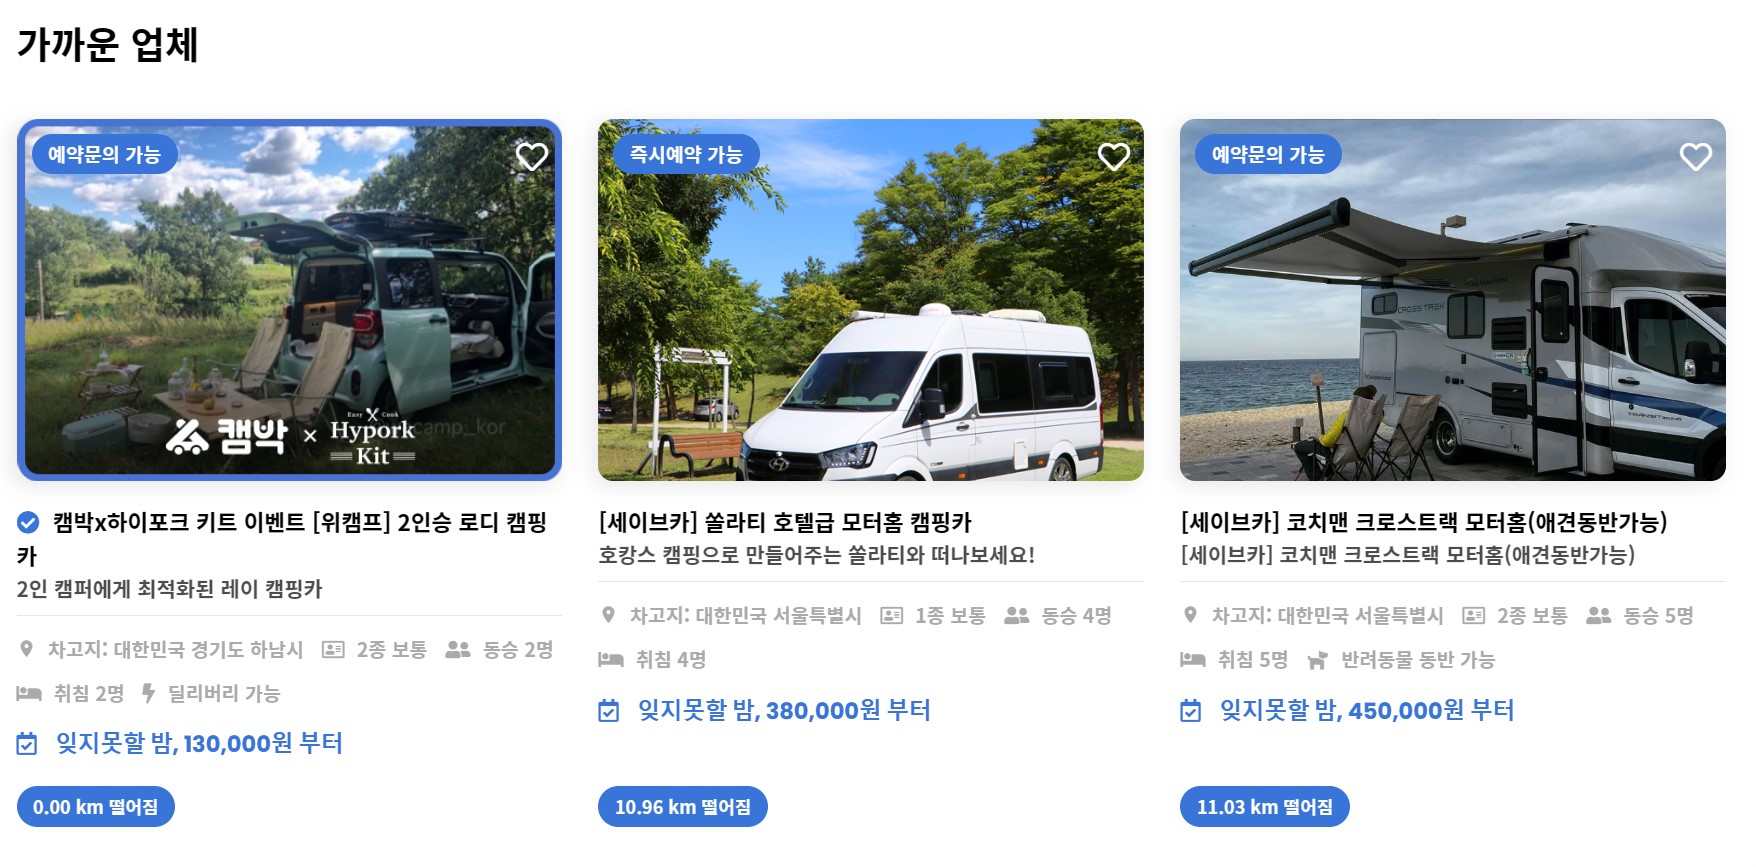 가까운 업체
예약문의 가능
캠박 x Easy Cook Hypork Kit
camp_kor
캠박x하이포크 키트 이벤트 [위캠프] 2인승 로디 캠핑
카
2인 캠퍼에게 최적화된 레이 캠핑카
차고지: 대한민국 경기도 하남시 2종 보통 동승 2명
취침 2명 딜리버리 가능
잊지못할 밤, 130,000원 부터
0.00 km 떨어짐
즉시예약 가능
[세이브카] 쏠라티 호텔급 모터홈 캠핑카
호캉스 캠핑으로 만들어주는 쏠라티와 떠나보세요!
차고지: 대한민국 서울특별시 1종 보통 동승 4명
취침 4명
잊지못할 밤, 380,000원 부터
10.96 km 떨어짐
예약문의 가능
CROSS TREK
[세이브카] 코치맨 크로스트랙 모터홈(애견동반가능)
[세이브카] 코치맨 크로스트랙 모터홈(애견동반가능)
차고지: 대한민국 서울특별시 2종 보통 동승 5명
취침 5명 반려동물 동반 가능
잊지못할 밤, 450,000원 부터
11.03 km 떨어짐